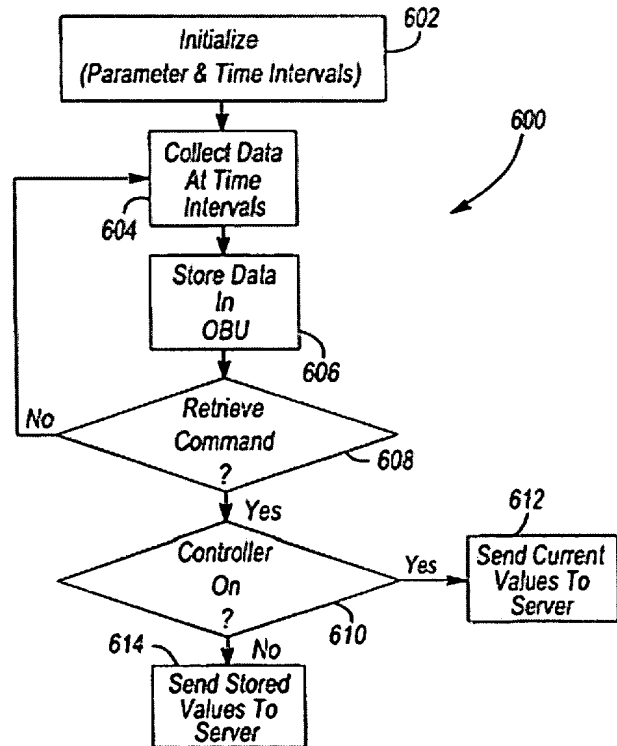 Initialize
(Parameter & Time Intervals)
602
600
Collect Data
At Time
Intervals
604
Store Data
In
OBU
606
No
Retrieve
Command
?
608
Yes
Controller
On
?
610
Yes
612
Send Current
Values To
Server
No
614
Send Stored
Values To
Server